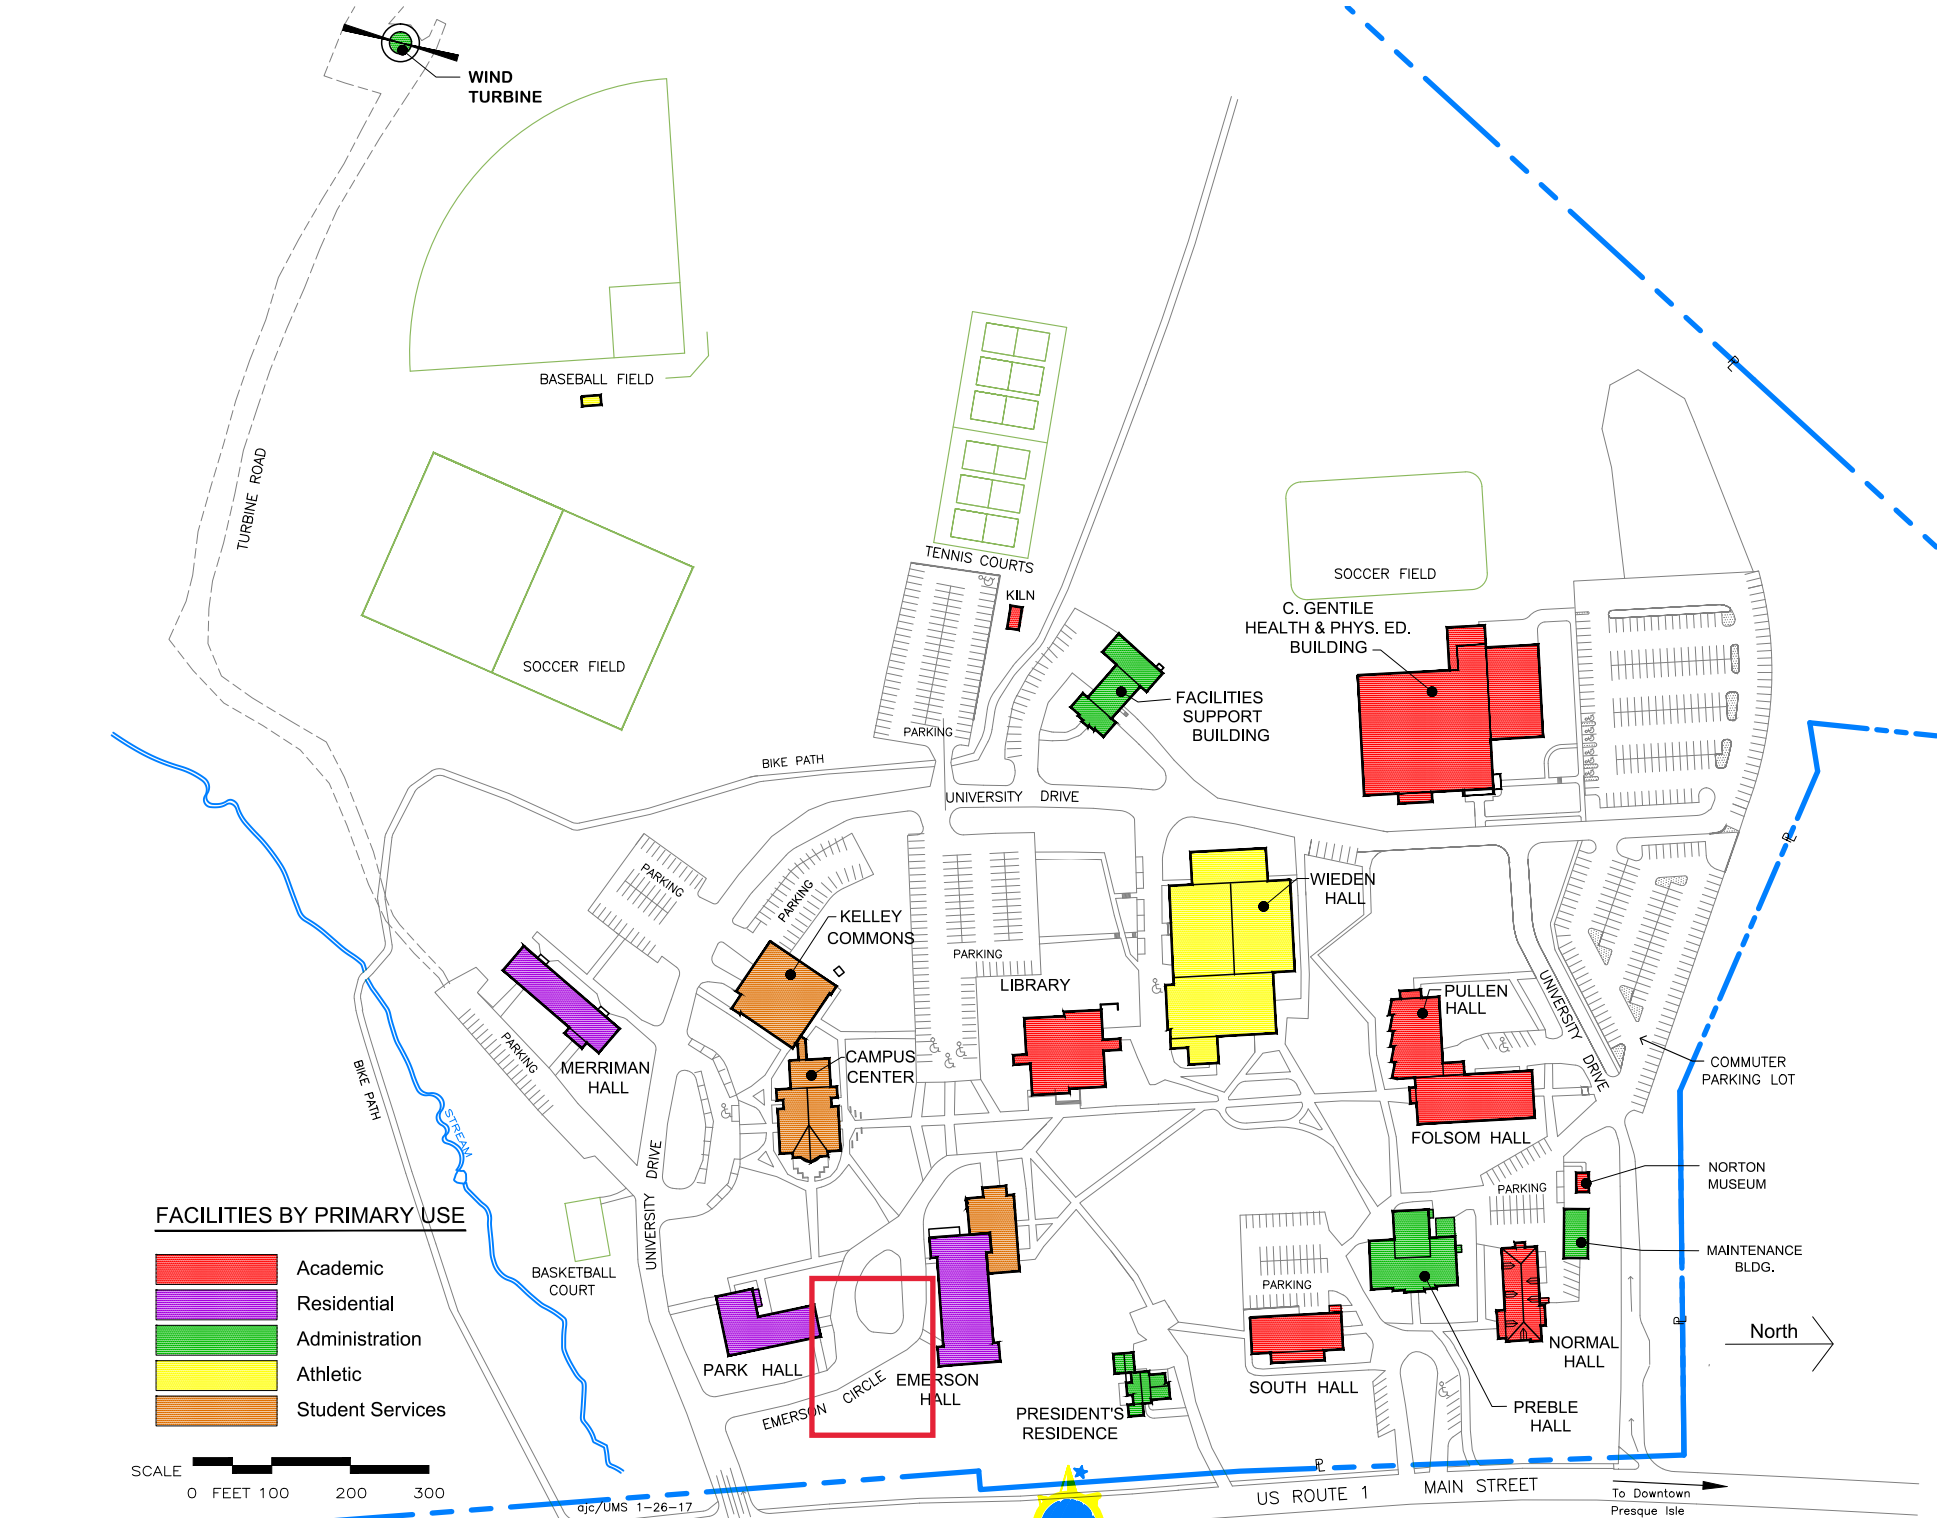 WIND
TURBINE
BASEBALL FIELD
TURBINE ROAD
SOCCER FIELD
TENNIS COURTS
KILN
SOCCER FIELD
C. GENTILE
HEALTH & PHYS. ED.
BUILDING
FACILITIES
SUPPORT
BUILDING
PARKING
BIKE PATH
UNIVERSITY DRIVE
PARKING
PARKING
WIEDEN
HALL
KELLEY
COMMONS
PARKING
LIBRARY
PULLEN
HALL
UNIVERSITY DRIVE
PARKING
MERRIMAN
HALL
CAMPUS
CENTER
COMMUTER
PARKING LOT
BIKE PATH
STREAM
FOLSOM HALL
UNIVERSITY DRIVE
NORTON
MUSEUM
PARKING
FACILITIES BY PRIMARY USE
Academic
Residential
Administration
Athletic
Student Services
BASKETBALL
COURT
MAINTENANCE
BLDG.
PARKING
PARK HALL
EMERSON CIRCLE
EMERSON
HALL
PRESIDENT'S
RESIDENCE
SOUTH HALL
NORMAL
HALL
PREBLE
HALL
North
SCALE
0 FEET 100 200 300
ajc/UMS 1-26-17
US ROUTE 1 MAIN STREET
To Downtown
Presque Isle
PL
PL
PL
PL